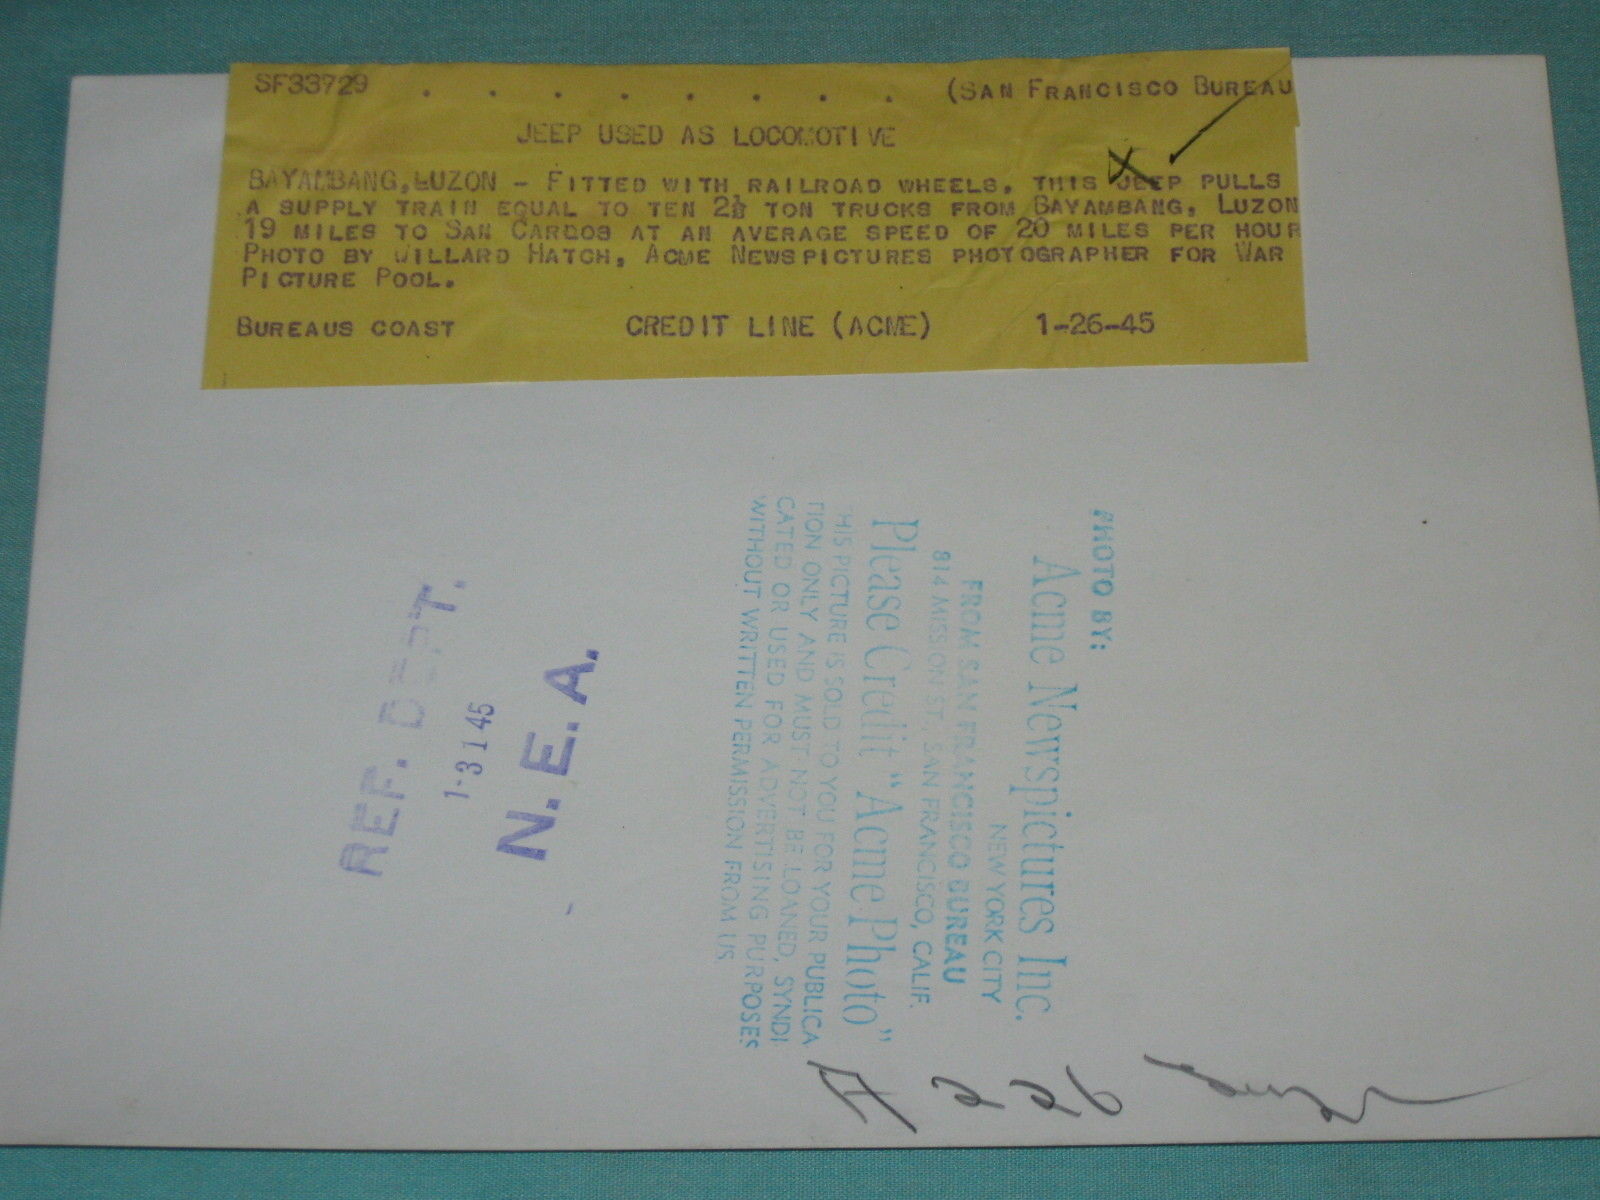 SF33729 . . . . . . . . (SAN FRANCISCO BUREAU
JEEP USED AS LOCOMOTIVE
BAYAMBANG, LUZON - FITTED WITH RAILROAD WHEELS, THIS JEEP PULLS
A SUPPLY TRAIN EQUAL TO TEN 2½ TON TRUCKS FROM BAYAMBANG, LUZON
19 MILES TO SAN CARLOS AT AN AVERAGE SPEED OF 20 MILES PER HOUR
PHOTO BY WILLARD HATCH, ACME NEWSPICTURES PHOTOGRAPHER FOR WAR
PICTURE POOL.
BUREAUS COAST CREDIT LINE (ACME) 1-26-45
PHOTO BY:
Acme Newspictures Inc.
NEW YORK CITY
FROM SAN FRANCISCO BUREAU
814 MISSION ST., SAN FRANCISCO, CALIF.
Please Credit "Acme Photo"
HIS PICTURE IS SOLD TO YOU FOR YOUR PUBLICA
TION ONLY AND MUST NOT BE LOANED, SYNDI
CATED OR USED FOR ADVERTISING PURPOSES
WITHOUT WRITTEN PERMISSION FROM US
N. E. A.
1-31 45
REF. DEPT.
226